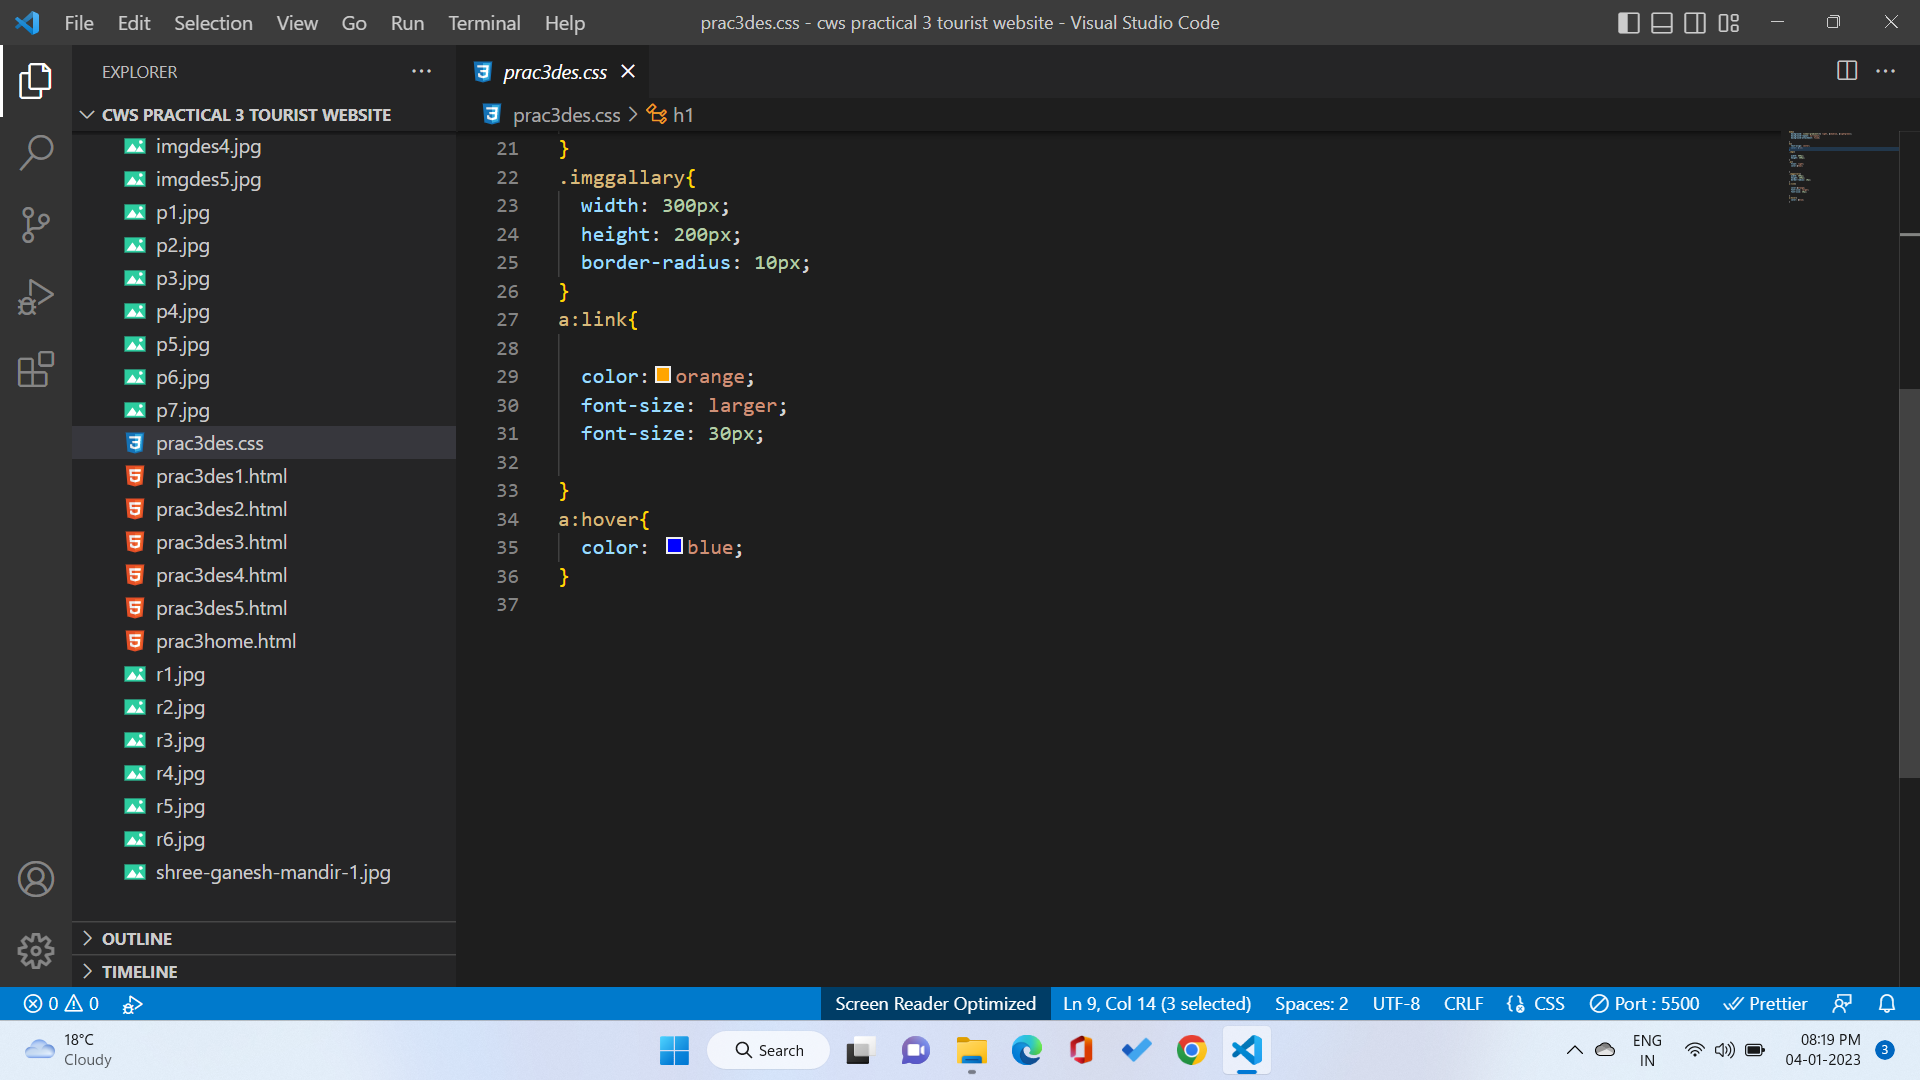 File Edit Selection View Go Run Terminal Help prac3des.css - cws practical 3 tourist website - Visual Studio Code
EXPLORER
CWS PRACTICAL 3 TOURIST WEBSITE
imgdes4.jpg
imgdes5.jpg
p1.jpg
p2.jpg
p3.jpg
p4.jpg
p5.jpg
p6.jpg
p7.jpg
prac3des.css
prac3des1.html
prac3des2.html
prac3des3.html
prac3des4.html
prac3des5.html
prac3home.html
r1.jpg
r2.jpg
r3.jpg
r4.jpg
r5.jpg
r6.jpg
shree-ganesh-mandir-1.jpg
OUTLINE
TIMELINE
prac3des.css
prac3des.css > h1
21 }
22 .imggallary{
23 width: 300px;
24 height: 200px;
25 border-radius: 10px;
26 }
27 a:link{
28
29 color: orange;
30 font-size: larger;
31 font-size: 30px;
32
33 }
34 a:hover{
35 color: blue;
36 }
37
0 0 Screen Reader Optimized Ln 9, Col 14 (3 selected) Spaces: 2 UTF-8 CRLF CSS Port : 5500 Prettier
18°C
Cloudy
Search
ENG
IN
08:19 PM
04-01-2023
3